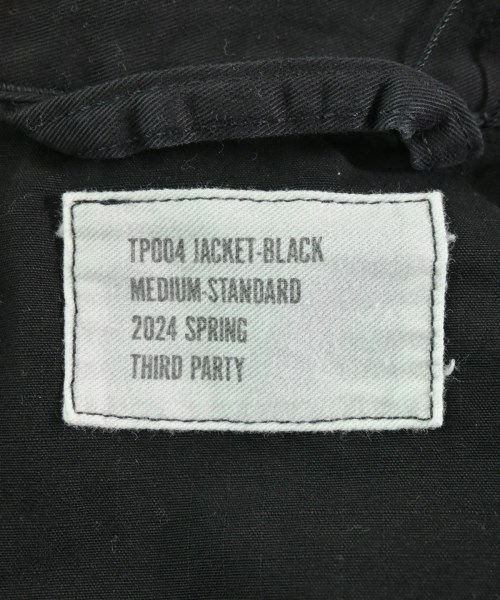 TP004 JACKET-BLACK
MEDIUM-STANDARD
2024 SPRING
THIRD PARTY